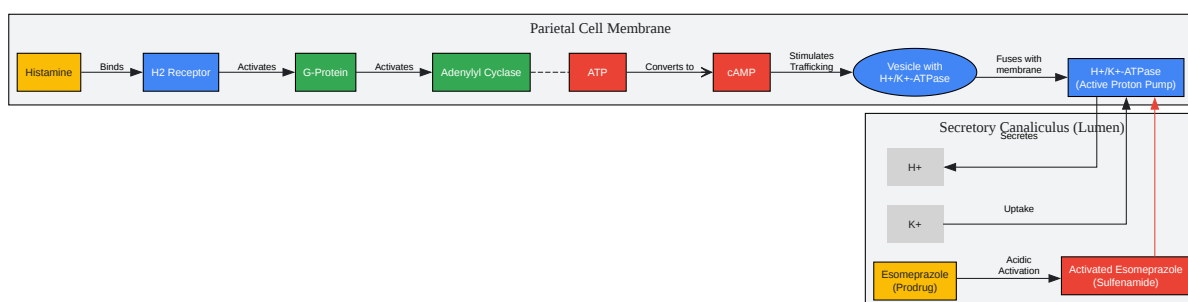 Parietal Cell Membrane
Histamine
Binds
H2 Receptor
Activates
G-Protein
Activates
Adenylyl Cyclase
ATP
Converts to
cAMP
Stimulates
Trafficking
Vesicle with
H+/K+-ATPase
Fuses with
membrane
H+/K+-ATPase
(Active Proton Pump)
Secretory Canaliculus (Lumen)
Secretes
H+
K+
Uptake
Esomeprazole
(Prodrug)
Acidic
Activation
Activated Esomeprazole
(Sulfenamide)